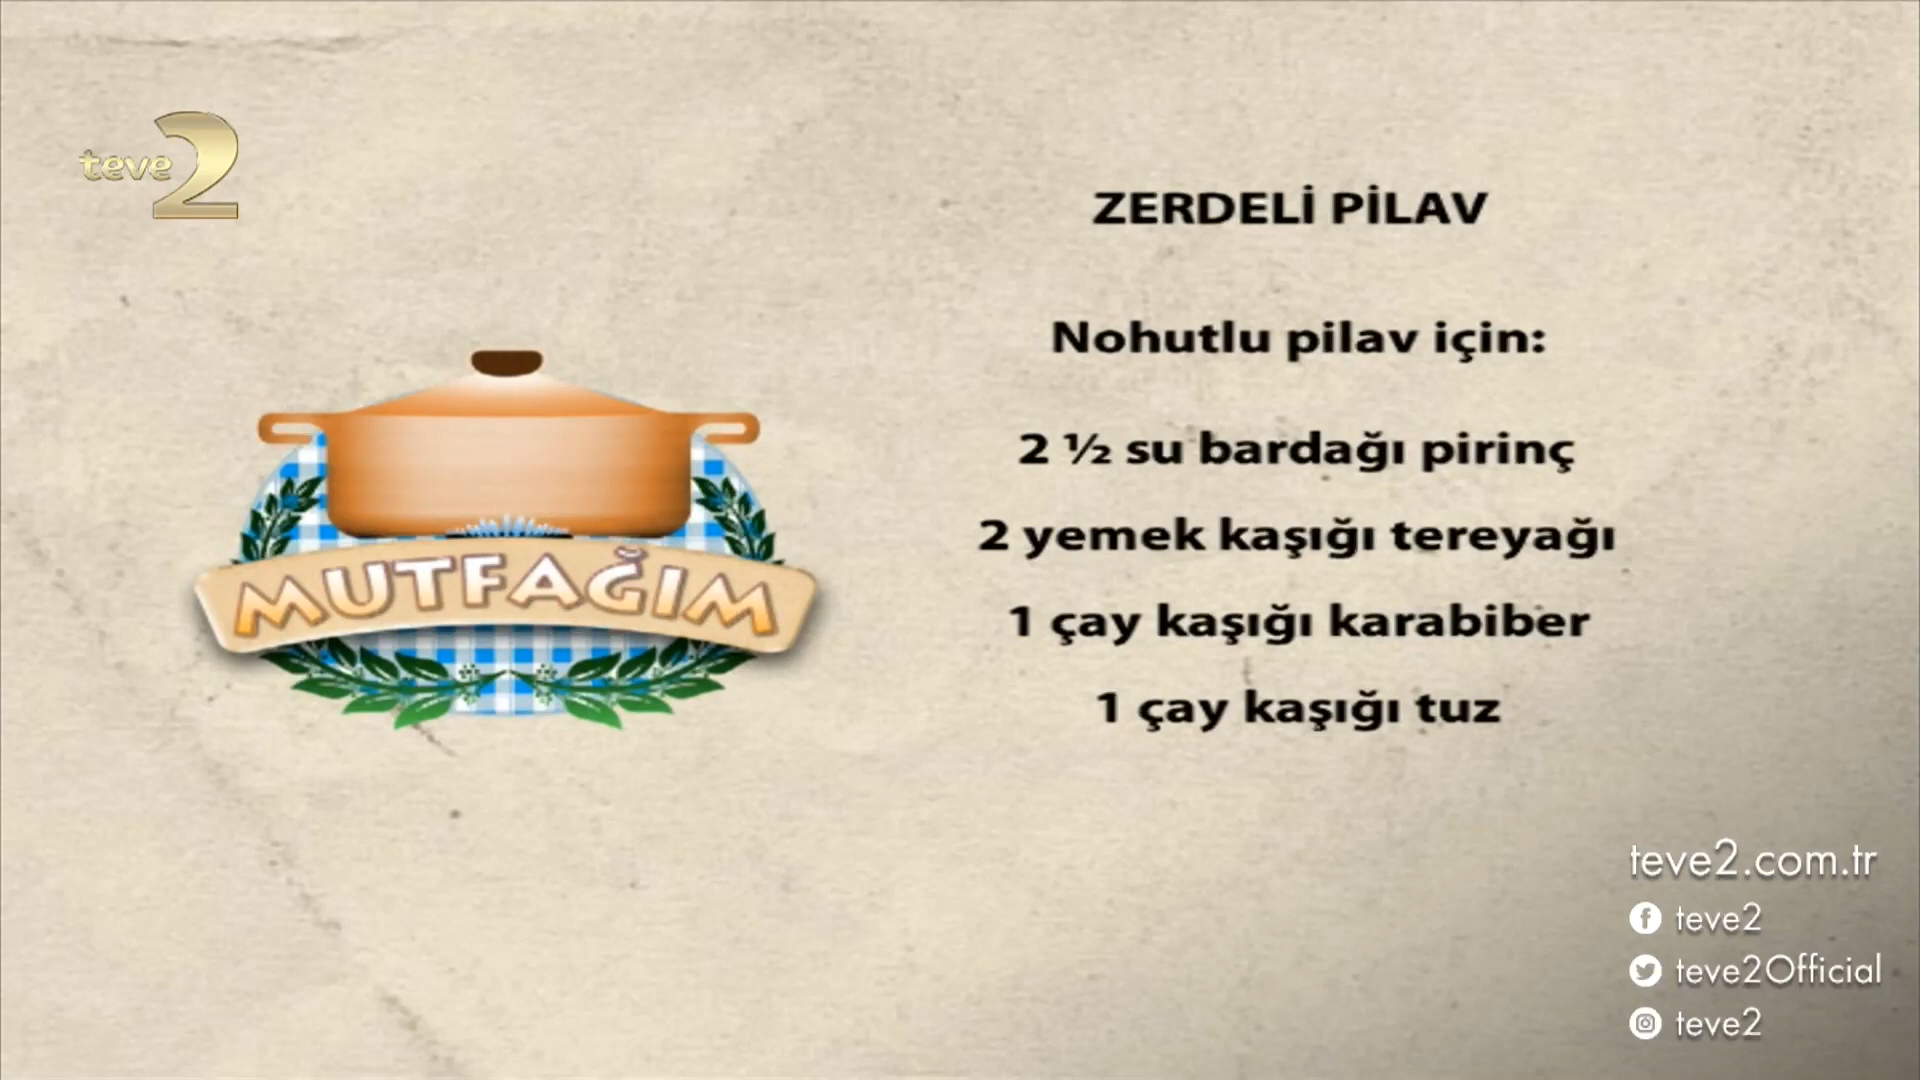 teve2
ZERDELİ PİLAV
Nohutlu pilav için:
2 ½ su bardağı pirinç
2 yemek kaşığı tereyağı
1 çay kaşığı karabiber
1 çay kaşığı tuz
MUTFAĞIM
teve2.com.tr
teve2
teve2Official
teve2